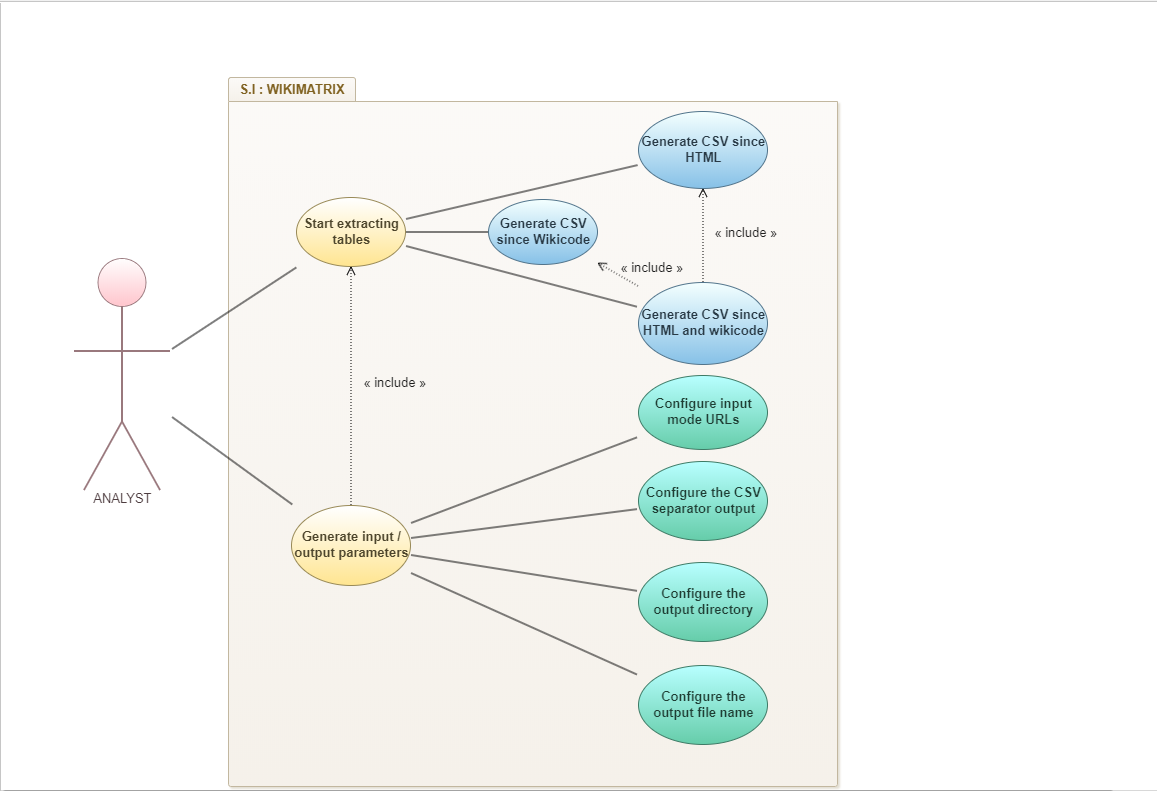 S.I : WIKIMATRIX
Generate CSV since
HTML
Start extracting
tables
Generate CSV
since Wikicode
« include »
« include »
Generate CSV since
HTML and wikicode
« include »
Configure input
mode URLs
Configure the CSV
separator output
ANALYST
Generate input /
output parameters
Configure the
output directory
Configure the
output file name